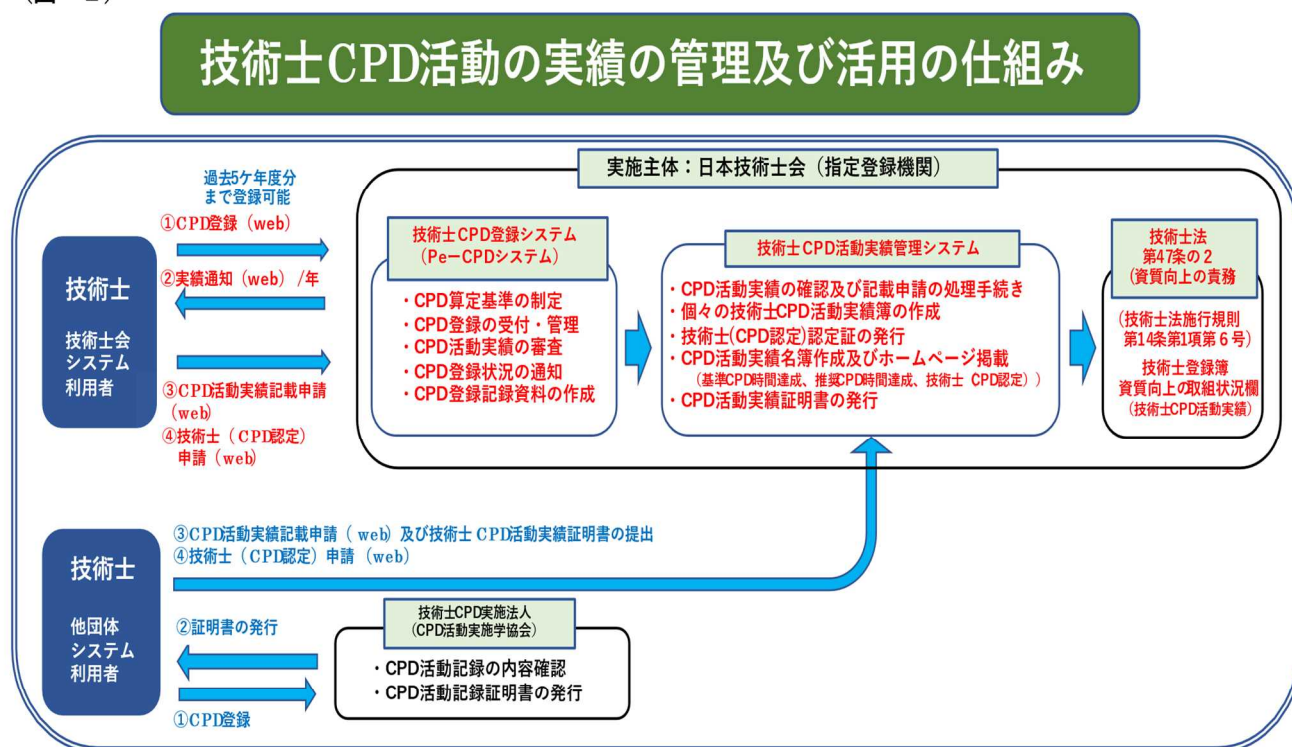 技術士CPD活動の実績の管理及び活用の仕組み
実施主体：日本技術士会（指定登録機関）
過去5ケ年度分
まで登録可能
①CPD登録（web）
②実績通知（web）/年
技術士
技術士会
システム
利用者
③CPD活動実績記載申請
（web）
④技術士（CPD認定）
申請（web）
技術士CPD登録システム
（PeーCPDシステム）
・CPD算定基準の制定
・CPD登録の受付・管理
・CPD活動実績の審査
・CPD登録状況の通知
・CPD登録記録資料の作成
技術士CPD活動実績管理システム
・CPD活動実績の確認及び記載申請の処理手続き
・個々の技術士CPD活動実績簿の作成
・技術士(CPD認定)認定証の発行
・CPD活動実績名簿作成及びホームページ掲載
（基準CPD時間達成、推奨CPD時間達成、技術士（CPD認定））
・CPD活動実績証明書の発行
技術士法
第47条の2
（資質向上の責務
（技術士法施行規則
第14条第1項第6号）
技術士登録簿
資質向上の取組状況欄
（技術士CPD活動実績）
③CPD活動実績記載申請（web）及び技術士CPD活動実績証明書の提出
④技術士（CPD認定）申請（web）
技術士
他団体
システム
利用者
②証明書の発行
①CPD登録
技術士CPD実施法人
（CPD活動実施学協会）
・CPD活動記録の内容確認
・CPD活動記録証明書の発行